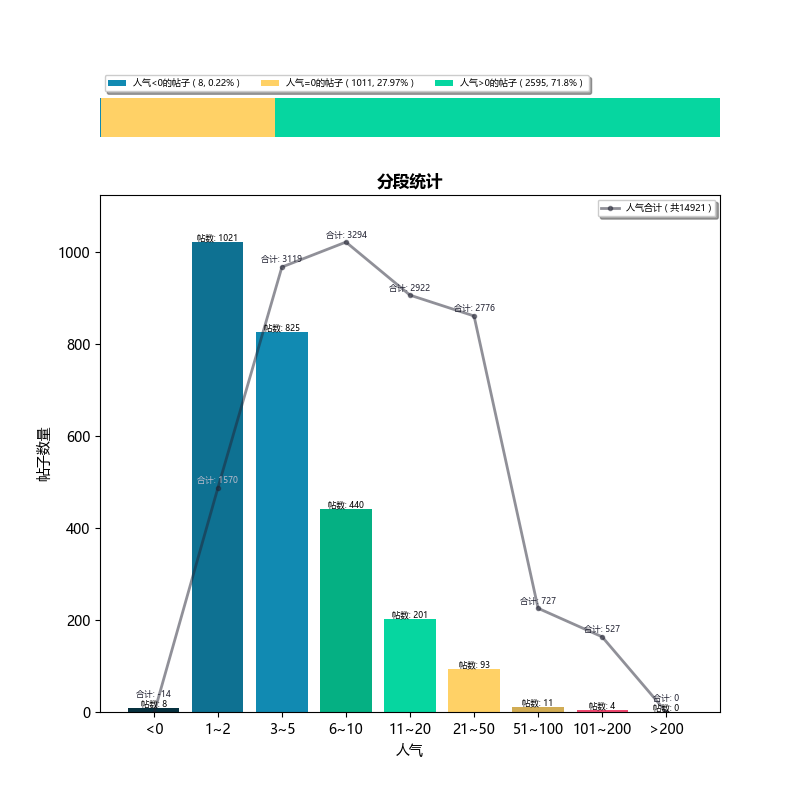 人气<0的帖子 ( 8, 0.22% ) 人气=0的帖子 ( 1011, 27.97% ) 人气>0的帖子 ( 2595, 71.8% )
分段统计
人气合计 ( 共14921 )
1000
800
600
400
200
0
帖子数量
合计: -14
帖数: 8
帖数: 1021
合计: 1570
合计: 3119
帖数: 825
合计: 3294
帖数: 440
合计: 2922
帖数: 201
合计: 2776
帖数: 93
合计: 727
帖数: 11
合计: 527
帖数: 4
合计: 0
帖数: 0
<0 1~2 3~5 6~10 11~20 21~50 51~100 101~200 >200
人气